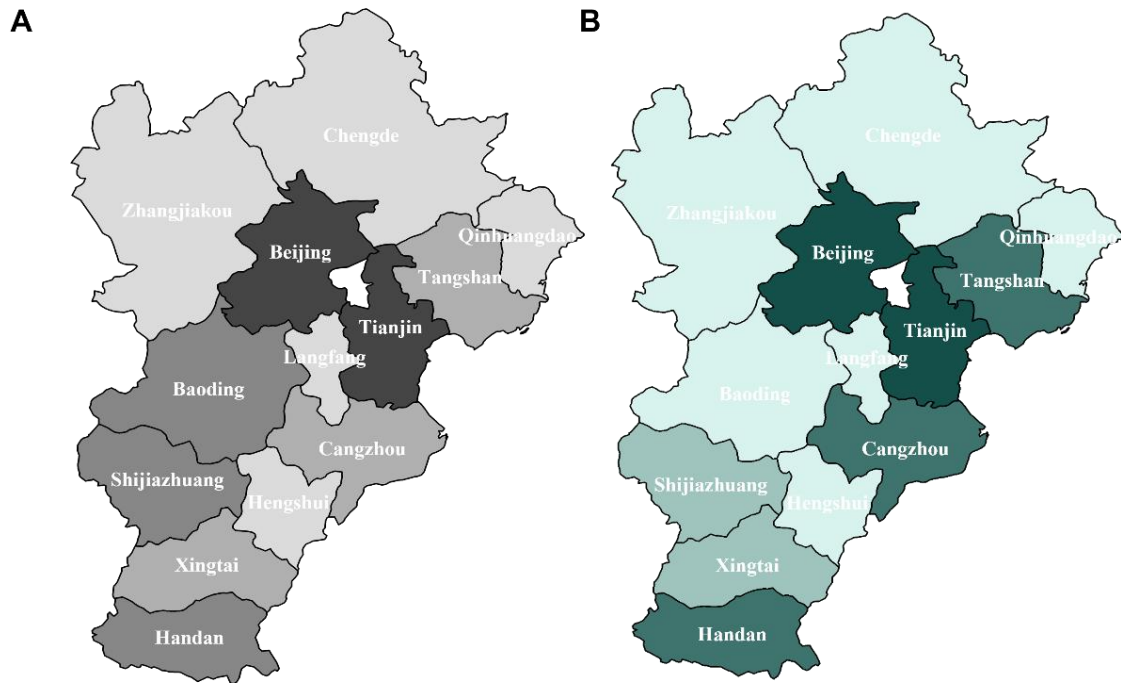 A
Chengde
Zhangjiakou
Qinhuangdao
Beijing
Tangshan
Tianjin
Langfang
Baoding
Cangzhou
Shijiazhuang
Hengshui
Xingtai
Handan
B
Chengde
Zhangjiakou
Qinhuangdao
Beijing
Tangshan
Tianjin
Langfang
Baoding
Cangzhou
Shijiazhuang
Hengshui
Xingtai
Handan